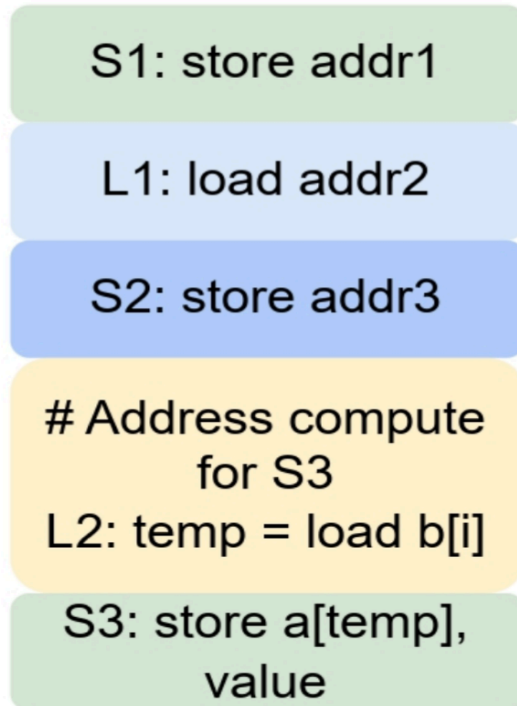 S1: store addr1
L1: load addr2
S2: store addr3
# Address compute
for S3
L2: temp = load b[i]
S3: store a[temp],
value